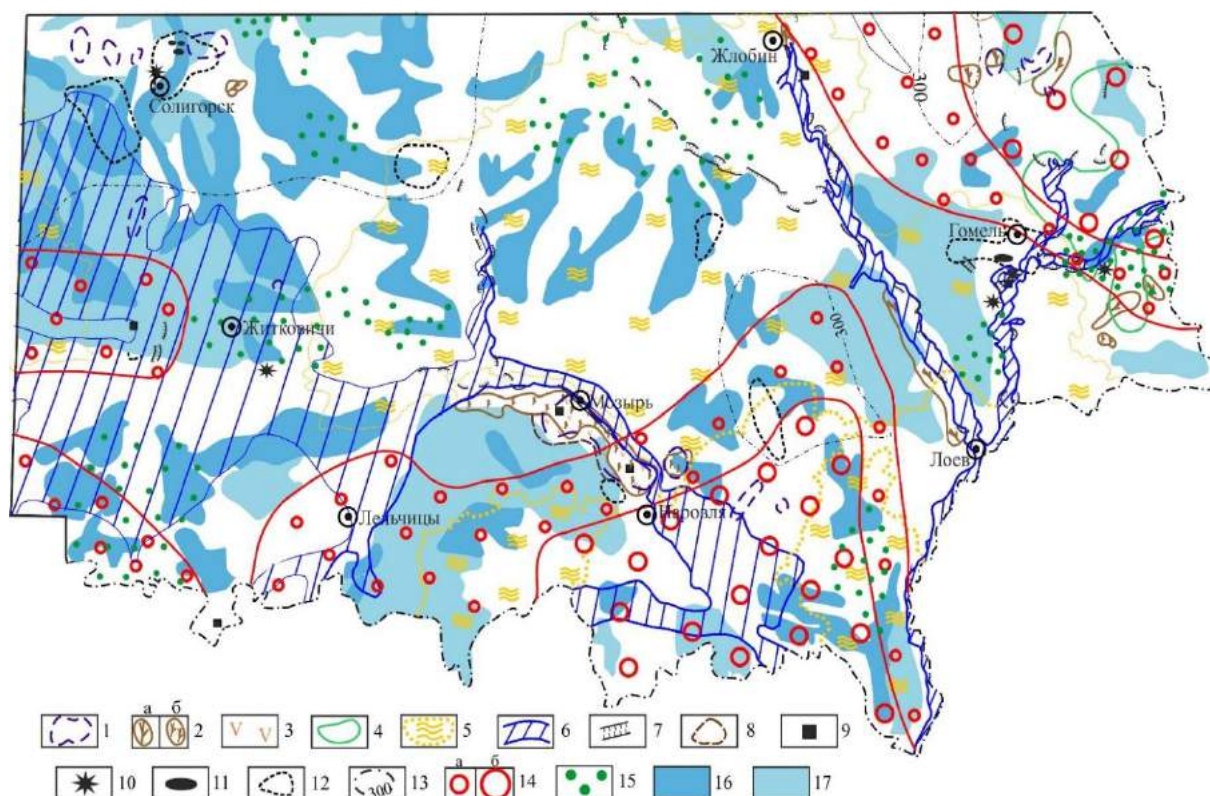 Жлобин
Солигорск
300
Гомель
Житковичи
300
Мозырь
Лоев
Лельчицы
Наровля
а б
1 2 3 4 5 6 7 8 9
а б
10 11 12 300 13 14 15 16 17